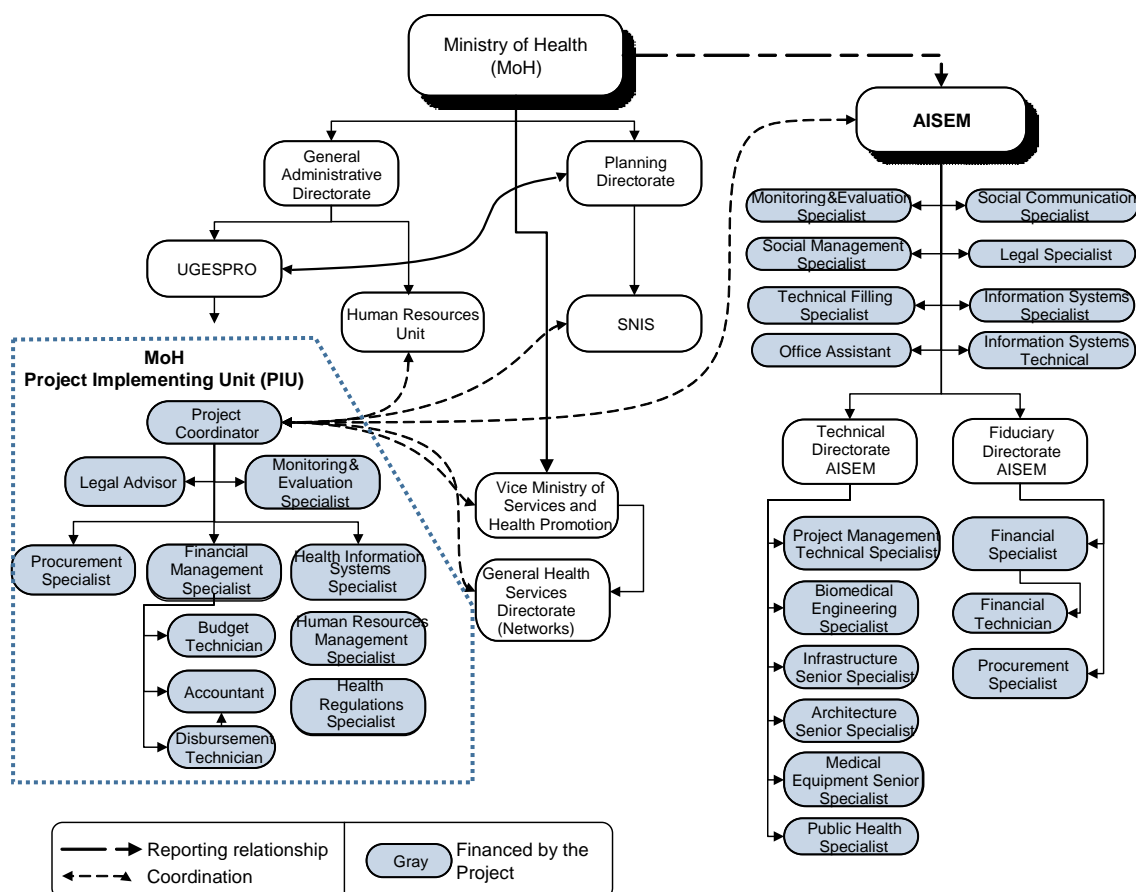 Ministry of Health
(MoH)
AISEM
General
Administrative
Directorate
Planning
Directorate
Monitoring&Evaluation
Specialist
Social Communication
Specialist
UGESPRO
Social Management
Specialist
Legal Specialist
Human Resources
Unit
SNIS
Technical Filling
Specialist
Information Systems
Specialist
Office Assistant
Information Systems
Technical
MoH
Project Implementing Unit (PIU)
Project
Coordinator
Technical
Directorate
AISEM
Fiduciary
Directorate
AISEM
Legal Advisor
Monitoring&
Evaluation
Specialist
Vice Ministry of
Services and
Health Promotion
Procurement
Specialist
Financial
Management
Specialist
Health Information
Systems Specialist
Project Management
Technical Specialist
Financial
Specialist
General Health
Services
Directorate
(Networks)
Biomedical
Engineering
Specialist
Financial
Technician
Budget
Technician
Human Resources
Management
Specialist
Infrastructure
Senior Specialist
Procurement
Specialist
Accountant
Health
Regulations
Specialist
Architecture
Senior Specialist
Disbursement
Technician
Medical
Equipment Senior
Specialist
Public Health
Specialist
Reporting relationship
Coordination
Gray
Financed by the
Project